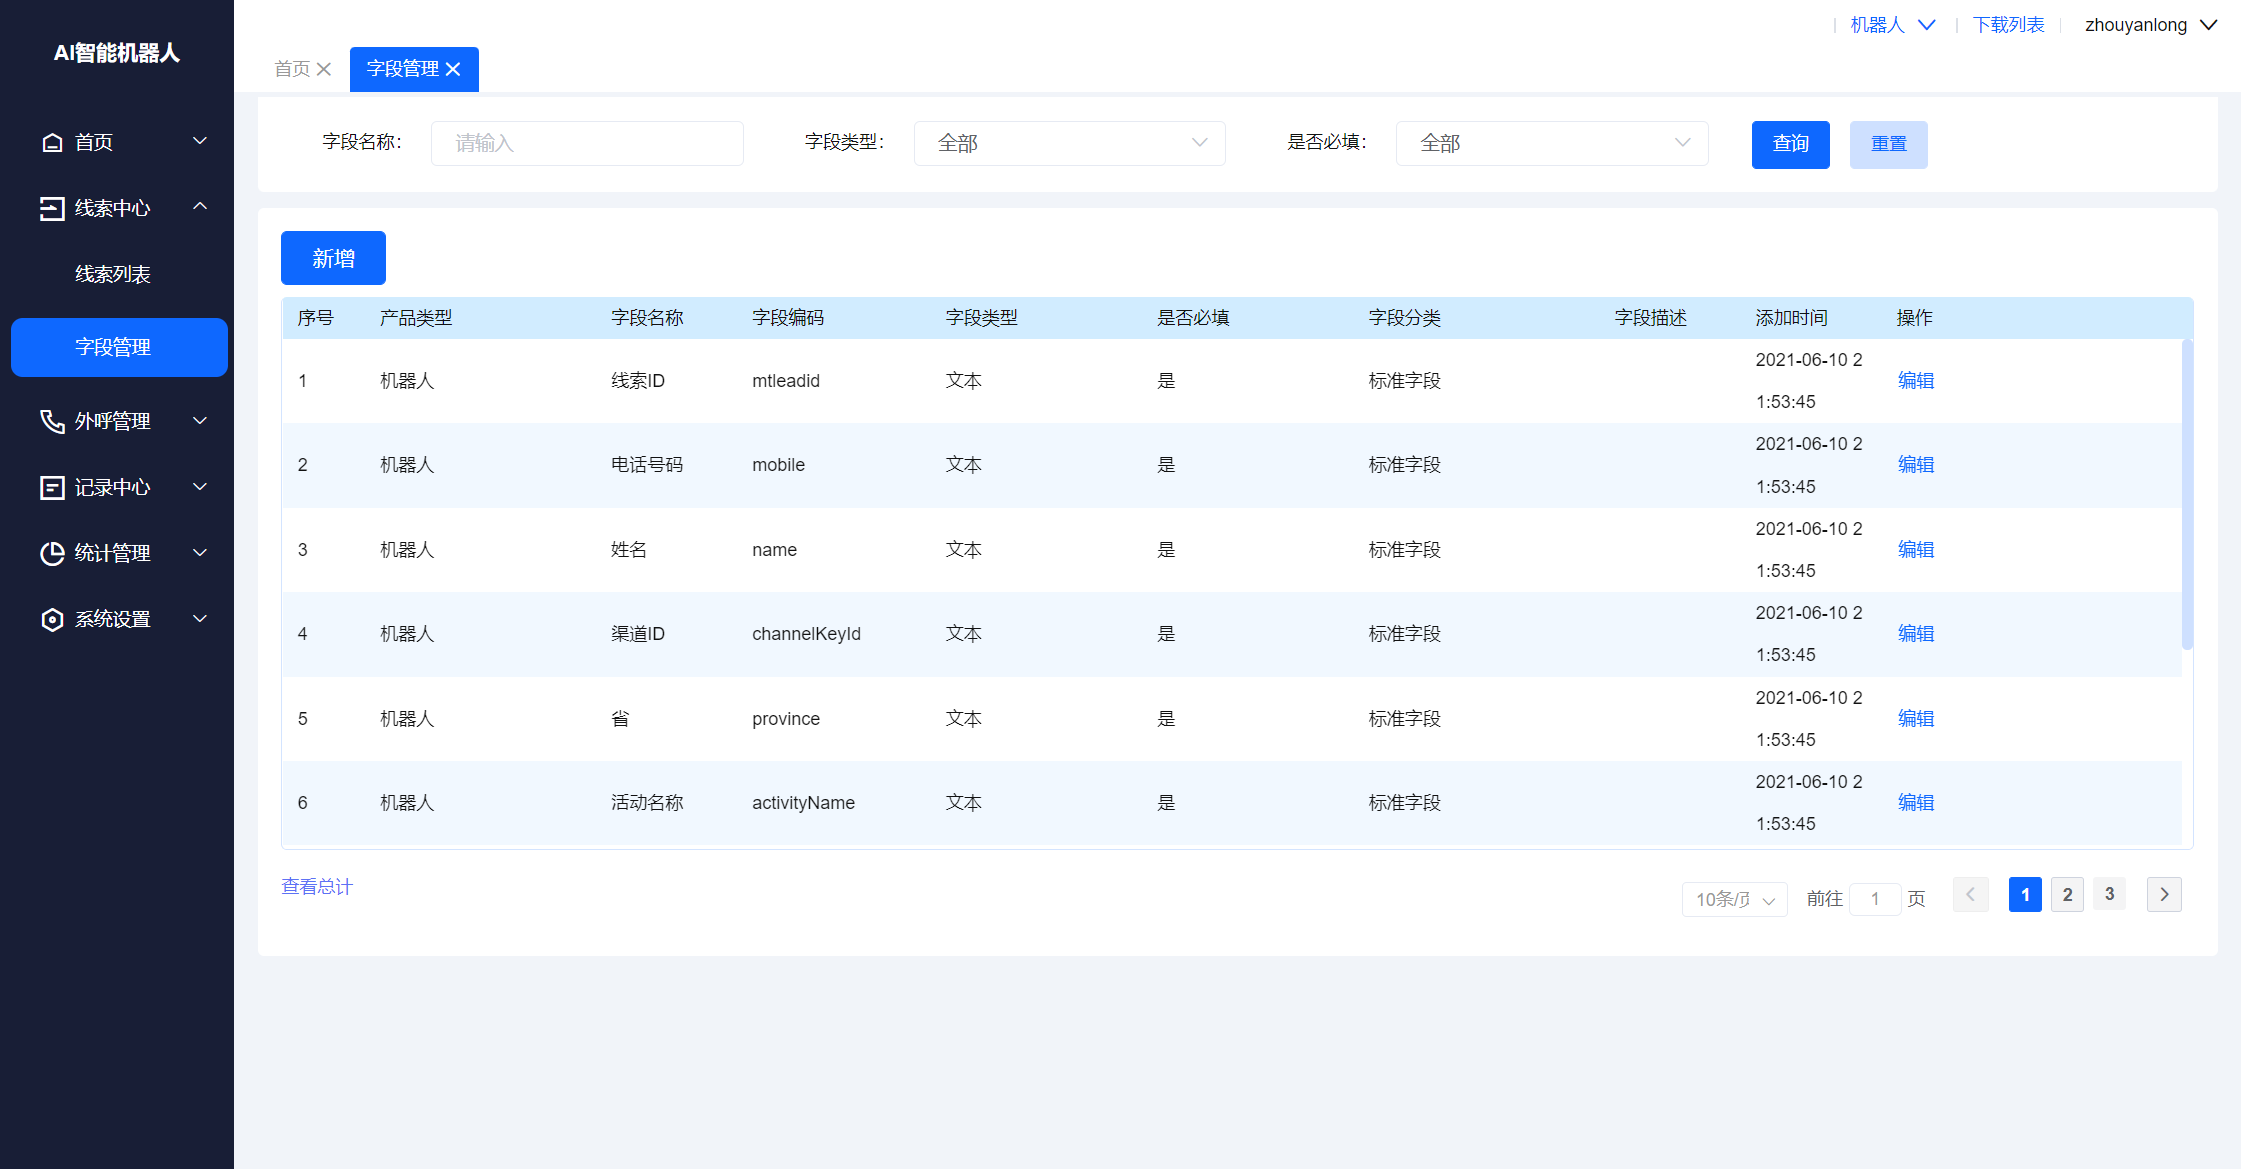 AI智能机器人
首页
线索中心
线索列表
字段管理
外呼管理
记录中心
统计管理
系统设置
机器人
下载列表
zhouyanlong
首页
字段管理
字段名称：
请输入
字段类型：
全部
是否必填：
全部
查询
重置
新增
序号 产品类型 字段名称 字段编码 字段类型 是否必填 字段分类 字段描述 添加时间 操作
1 机器人 线索ID mtleadid 文本 是 标准字段 2021-06-10 2
1:53:45 编辑
2 机器人 电话号码 mobile 文本 是 标准字段 2021-06-10 2
1:53:45 编辑
3 机器人 姓名 name 文本 是 标准字段 2021-06-10 2
1:53:45 编辑
4 机器人 渠道ID channelKeyId 文本 是 标准字段 2021-06-10 2
1:53:45 编辑
5 机器人 省 province 文本 是 标准字段 2021-06-10 2
1:53:45 编辑
6 机器人 活动名称 activityName 文本 是 标准字段 2021-06-10 2
1:53:45 编辑
查看总计
10条/页 前往 1 页 1 2 3